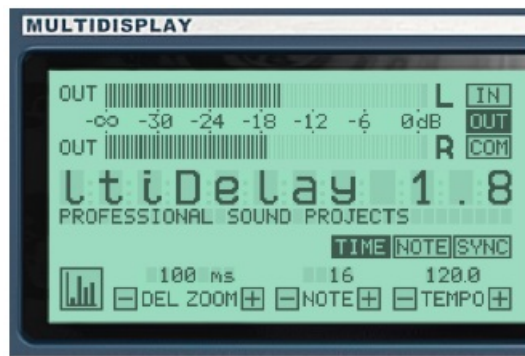 MULTIDISPLAY
OUT L IN
-∞ -30 -24 -18 -12 -6 0dB OUT
OUT R COM
ltiDelay 1.8
PROFESSIONAL SOUND PROJECTS
TIME NOTE SYNC
100 ms 16 120.0
- DEL ZOOM + - NOTE + - TEMPO +